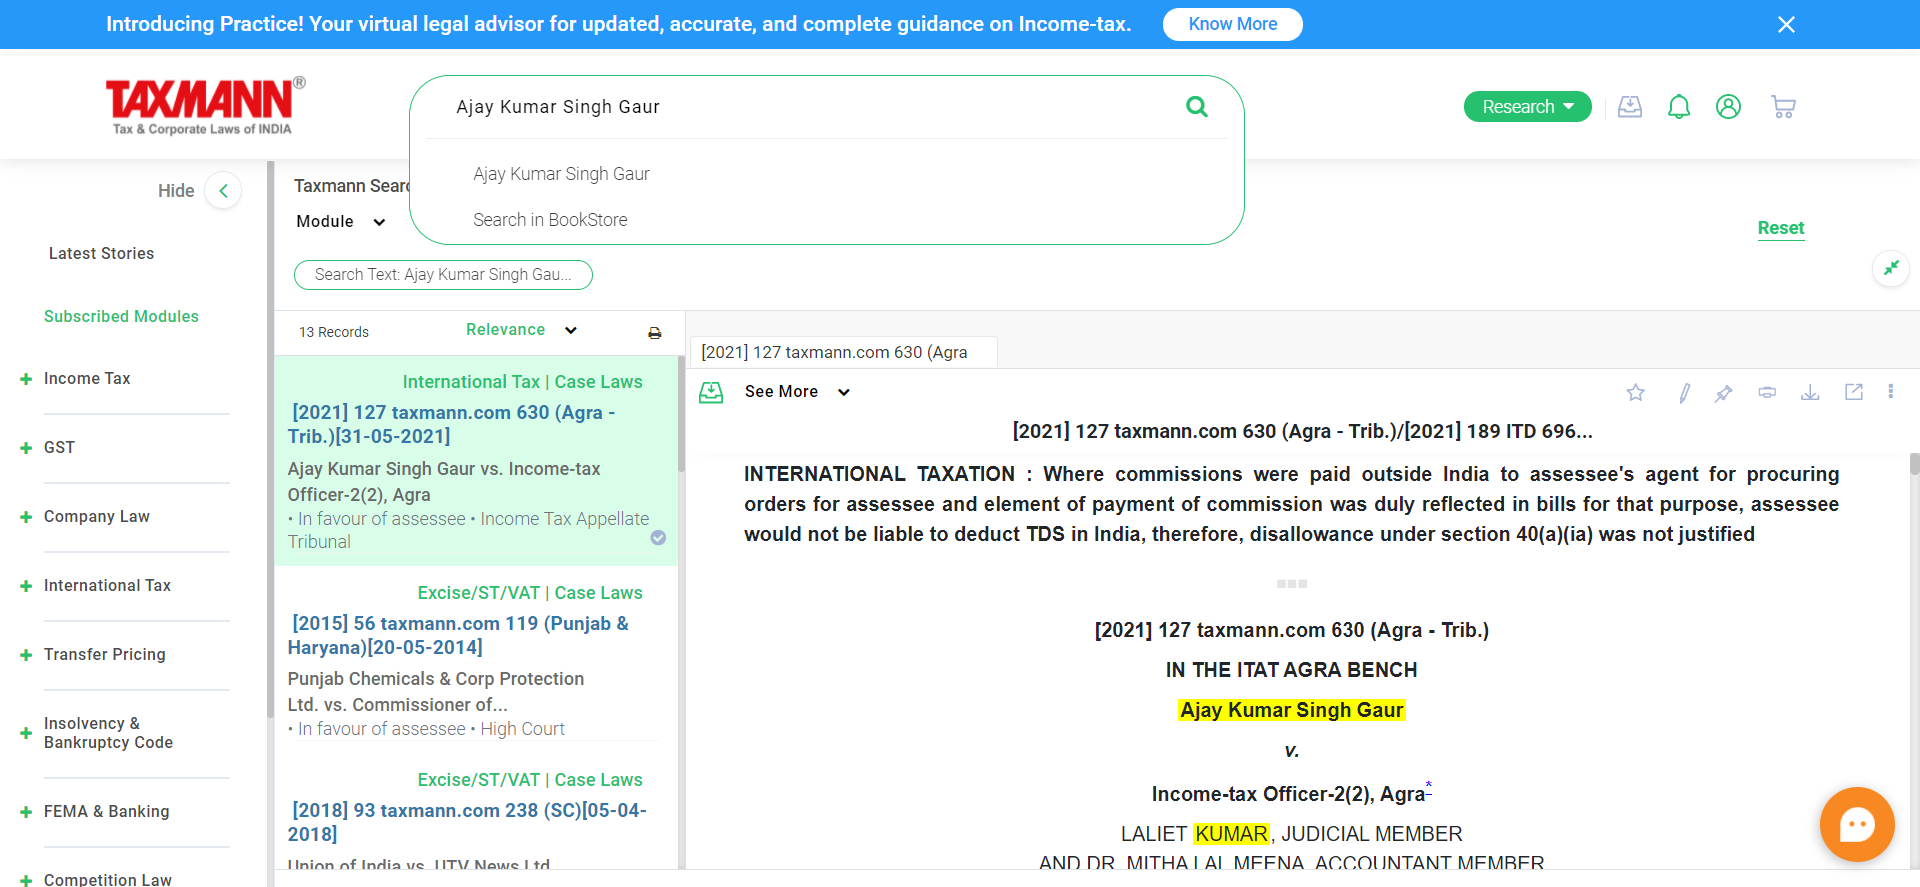 Introducing Practice! Your virtual legal advisor for updated, accurate, and complete guidance on Income-tax.
Know More
TAXMANN®
Tax & Corporate Laws of INDIA
Ajay Kumar Singh Gaur
Research
Ajay Kumar Singh Gaur
Search in BookStore
Hide
Latest Stories
Subscribed Modules
Income Tax
GST
Company Law
International Tax
Transfer Pricing
Insolvency &
Bankruptcy Code
FEMA & Banking
Competition Law
Taxmann Searc
Module
Reset
Search Text: Ajay Kumar Singh Gau...
13 Records
Relevance
International Tax | Case Laws
[2021] 127 taxmann.com 630 (Agra -
Trib.)[31-05-2021]
Ajay Kumar Singh Gaur vs. Income-tax
Officer-2(2), Agra
• In favour of assessee • Income Tax Appellate
Tribunal
Excise/ST/VAT | Case Laws
[2015] 56 taxmann.com 119 (Punjab &
Haryana)[20-05-2014]
Punjab Chemicals & Corp Protection
Ltd. vs. Commissioner of...
• In favour of assessee • High Court
Excise/ST/VAT | Case Laws
[2018] 93 taxmann.com 238 (SC)[05-04-
2018]
Union of India vs. UTV News Ltd
[2021] 127 taxmann.com 630 (Agra
See More
[2021] 127 taxmann.com 630 (Agra - Trib.)/[2021] 189 ITD 696...
INTERNATIONAL TAXATION : Where commissions were paid outside India to assessee's agent for procuring
orders for assessee and element of payment of commission was duly reflected in bills for that purpose, assessee
would not be liable to deduct TDS in India, therefore, disallowance under section 40(a)(ia) was not justified
[2021] 127 taxmann.com 630 (Agra - Trib.)
IN THE ITAT AGRA BENCH
Ajay Kumar Singh Gaur
v.
Income-tax Officer-2(2), Agra*
LALIET KUMAR, JUDICIAL MEMBER
AND DR. MITHA LAL MEENA, ACCOUNTANT MEMBER